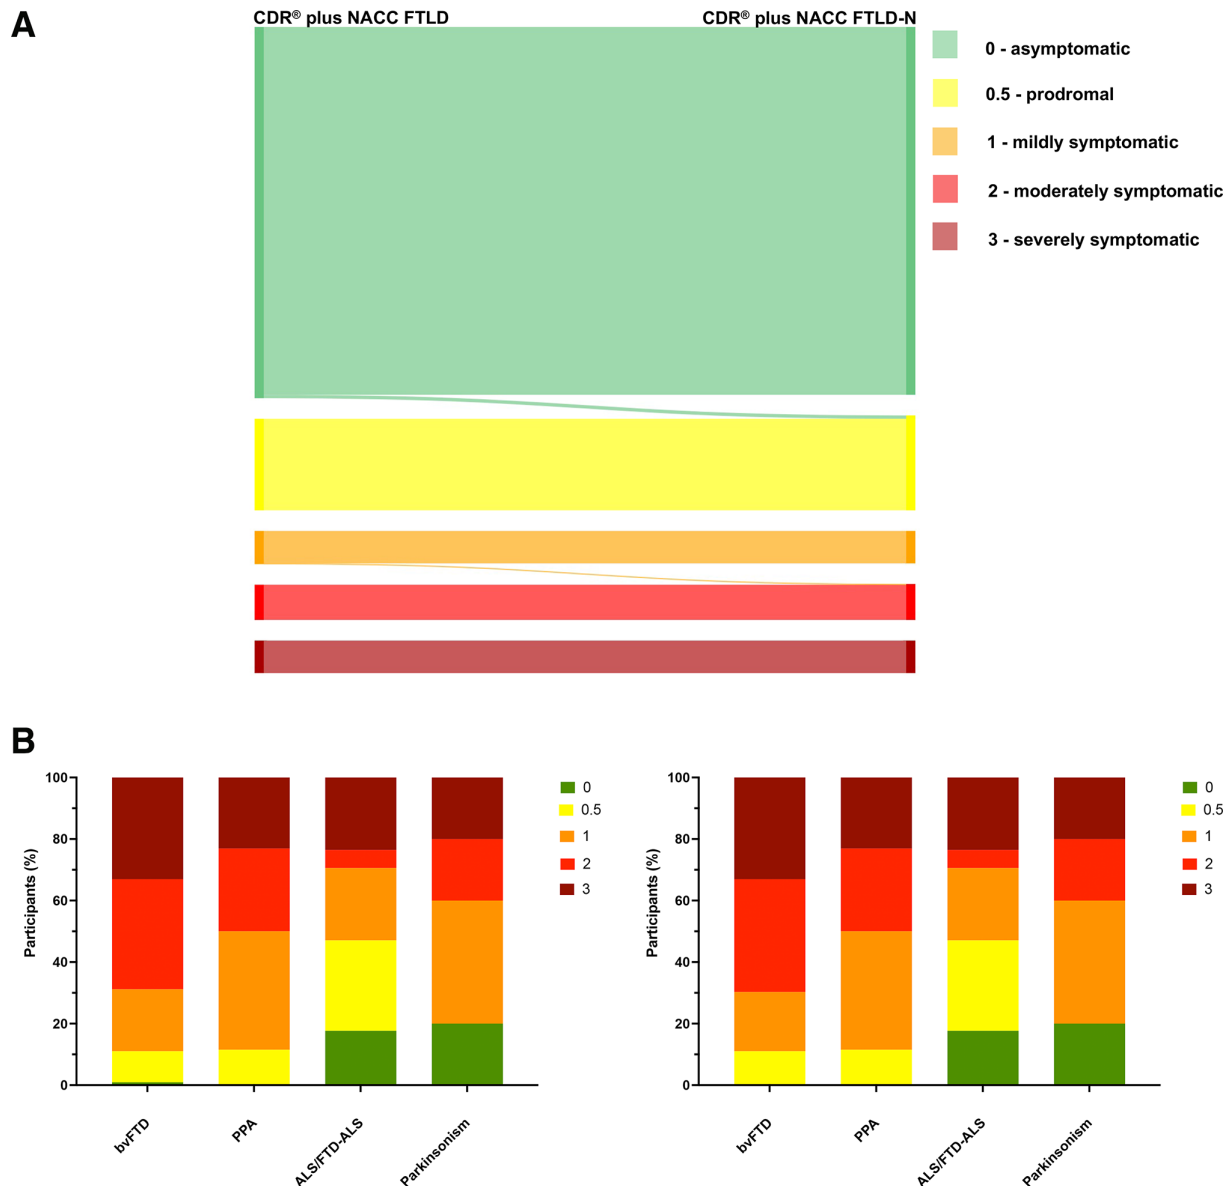 A
CDR® plus NACC FTLD
CDR® plus NACC FTLD-N
0 - asymptomatic
0.5 - prodromal
1 - mildly symptomatic
2 - moderately symptomatic
3 - severely symptomatic
B
Participants (%)
100
80
60
40
20
0
bvFTD
PPA
ALS/FTD-ALS
Parkinsonism
0
0.5
1
2
3
Participants (%)
100
80
60
40
20
0
bvFTD
PPA
ALS/FTD-ALS
Parkinsonism
0
0.5
1
2
3